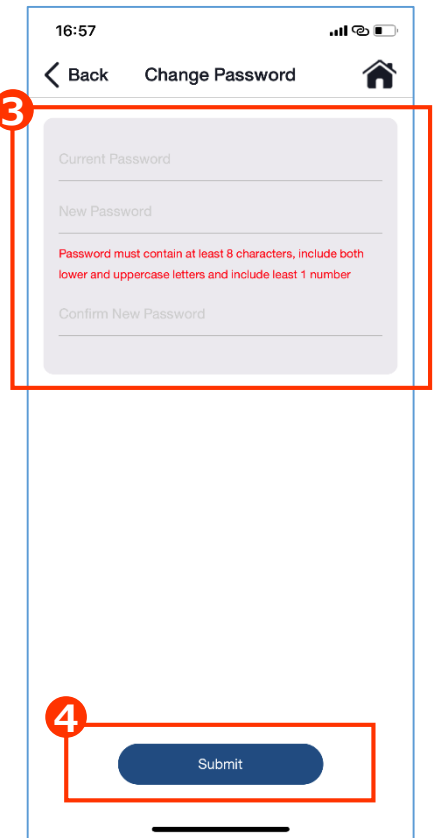 16:57
Back Change Password
3
Current Password
New Password
Password must contain at least 8 characters, include both
lower and uppercase letters and include least 1 number
Confirm New Password
4
Submit